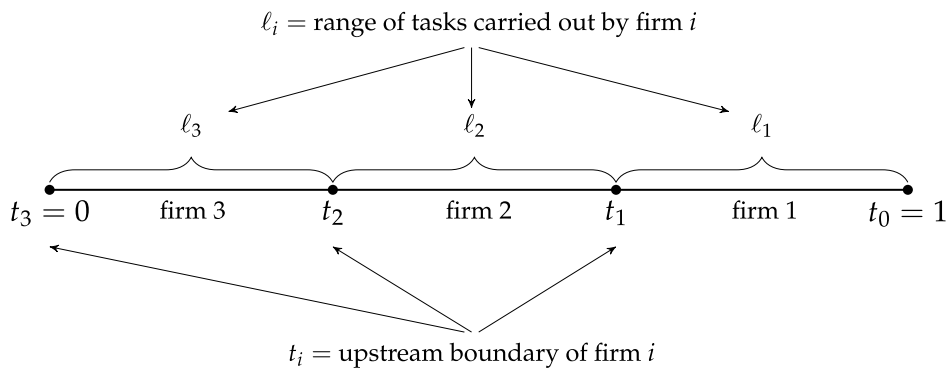 ℓ_i = range of tasks carried out by firm i
ℓ_3 ℓ_2 ℓ_1
t_3 = 0 firm 3 t_2 firm 2 t_1 firm 1 t_0 = 1
t_i = upstream boundary of firm i